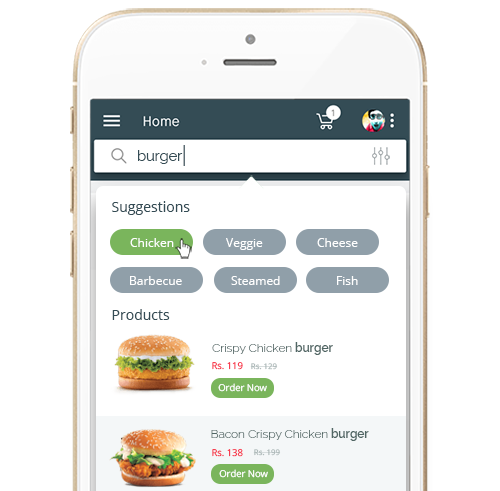 Home
1
burger
Suggestions
Chicken Veggie Cheese
Barbecue Steamed Fish
Products
Crispy Chicken burger
Rs. 119 Rs. 129
Order Now
Bacon Crispy Chicken burger
Rs. 138 Rs. 199
Order Now